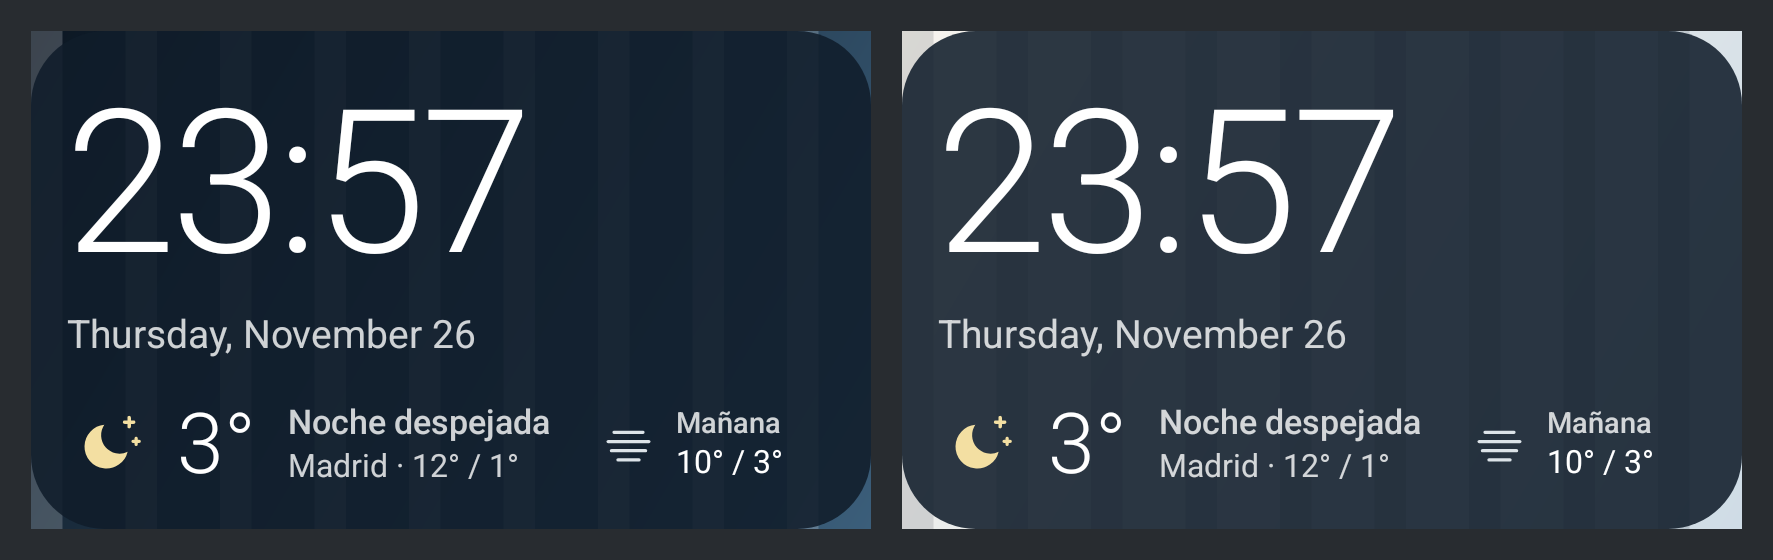 23:57
Thursday, November 26
3°
Noche despejada
Madrid · 12° / 1°
Mañana
10° / 3°
23:57
Thursday, November 26
3°
Noche despejada
Madrid · 12° / 1°
Mañana
10° / 3°